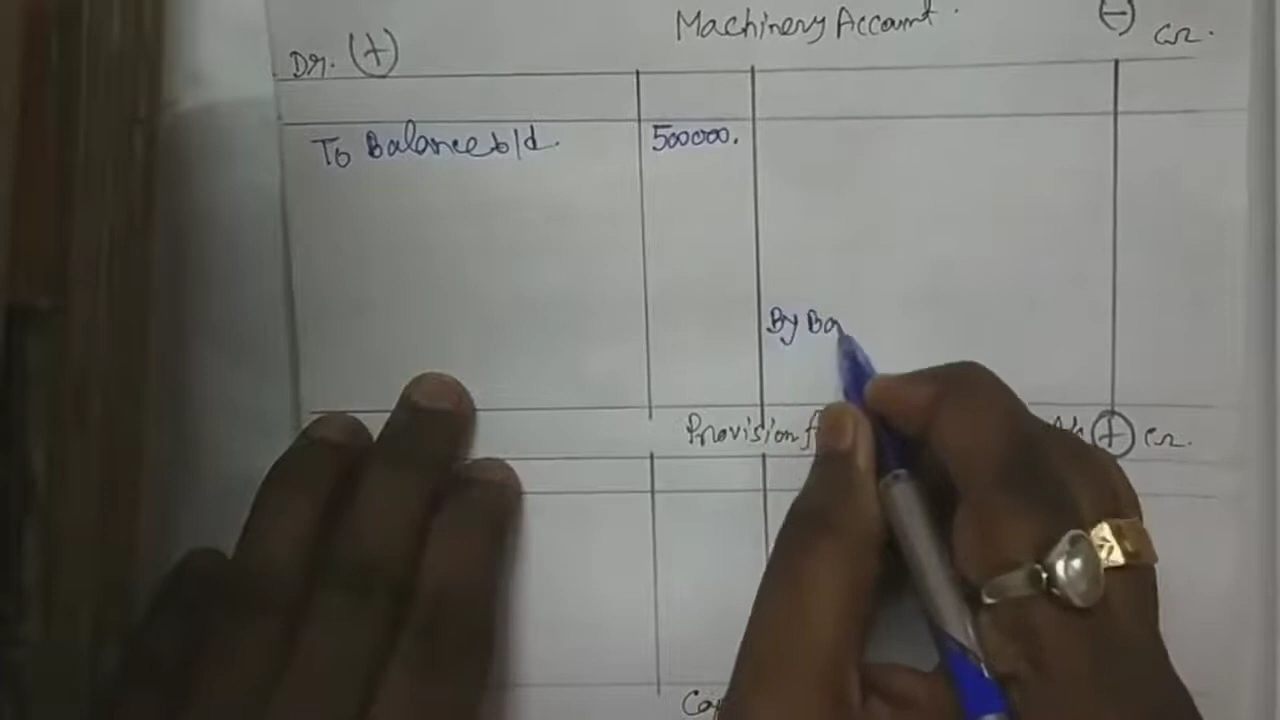 Machinery Account.
Dr. (+)
(-) Cr.
To Balance b/d. 500000.
By Ba
Provision f
(+) Cr.